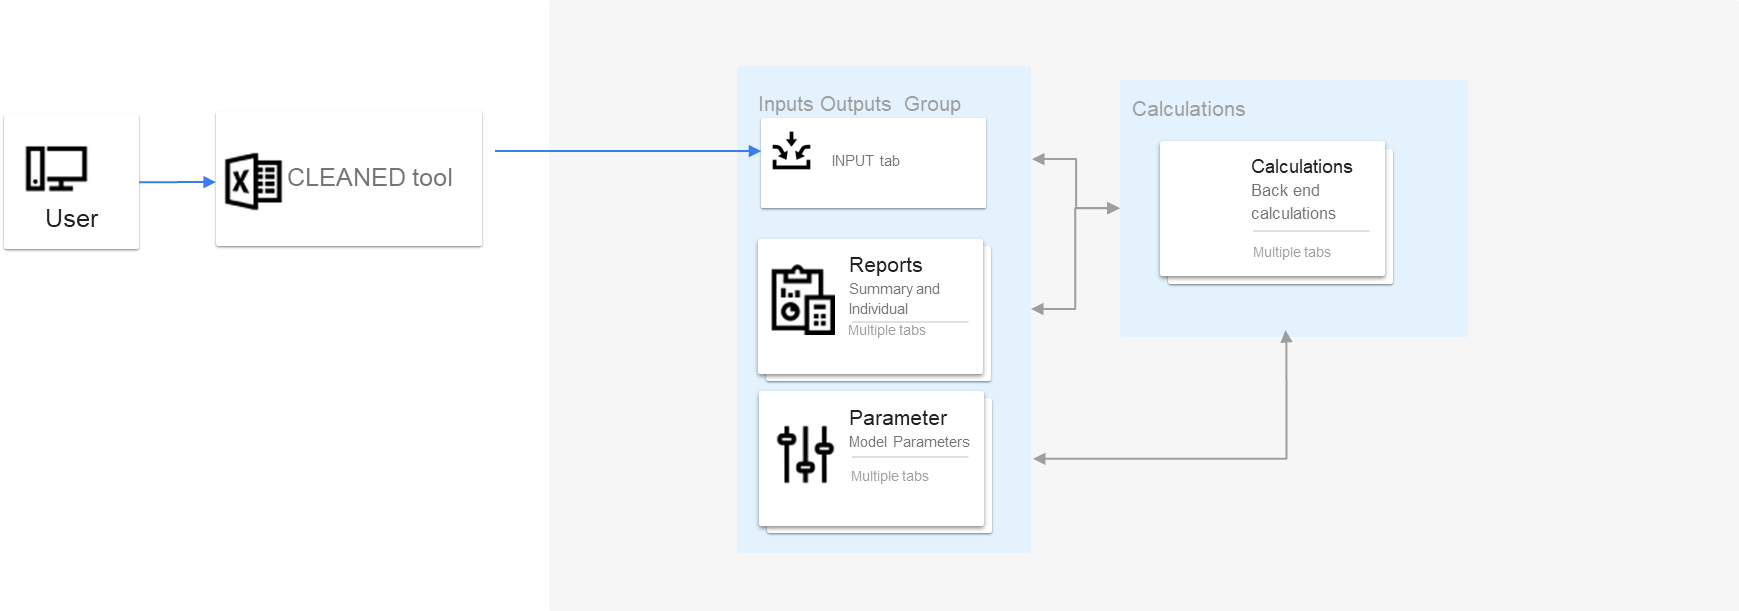 User
CLEANED tool
Inputs Outputs Group
INPUT tab
Reports
Summary and
Individual
Multiple tabs
Parameter
Model Parameters
Multiple tabs
Calculations
Calculations
Back end
calculations
Multiple tabs